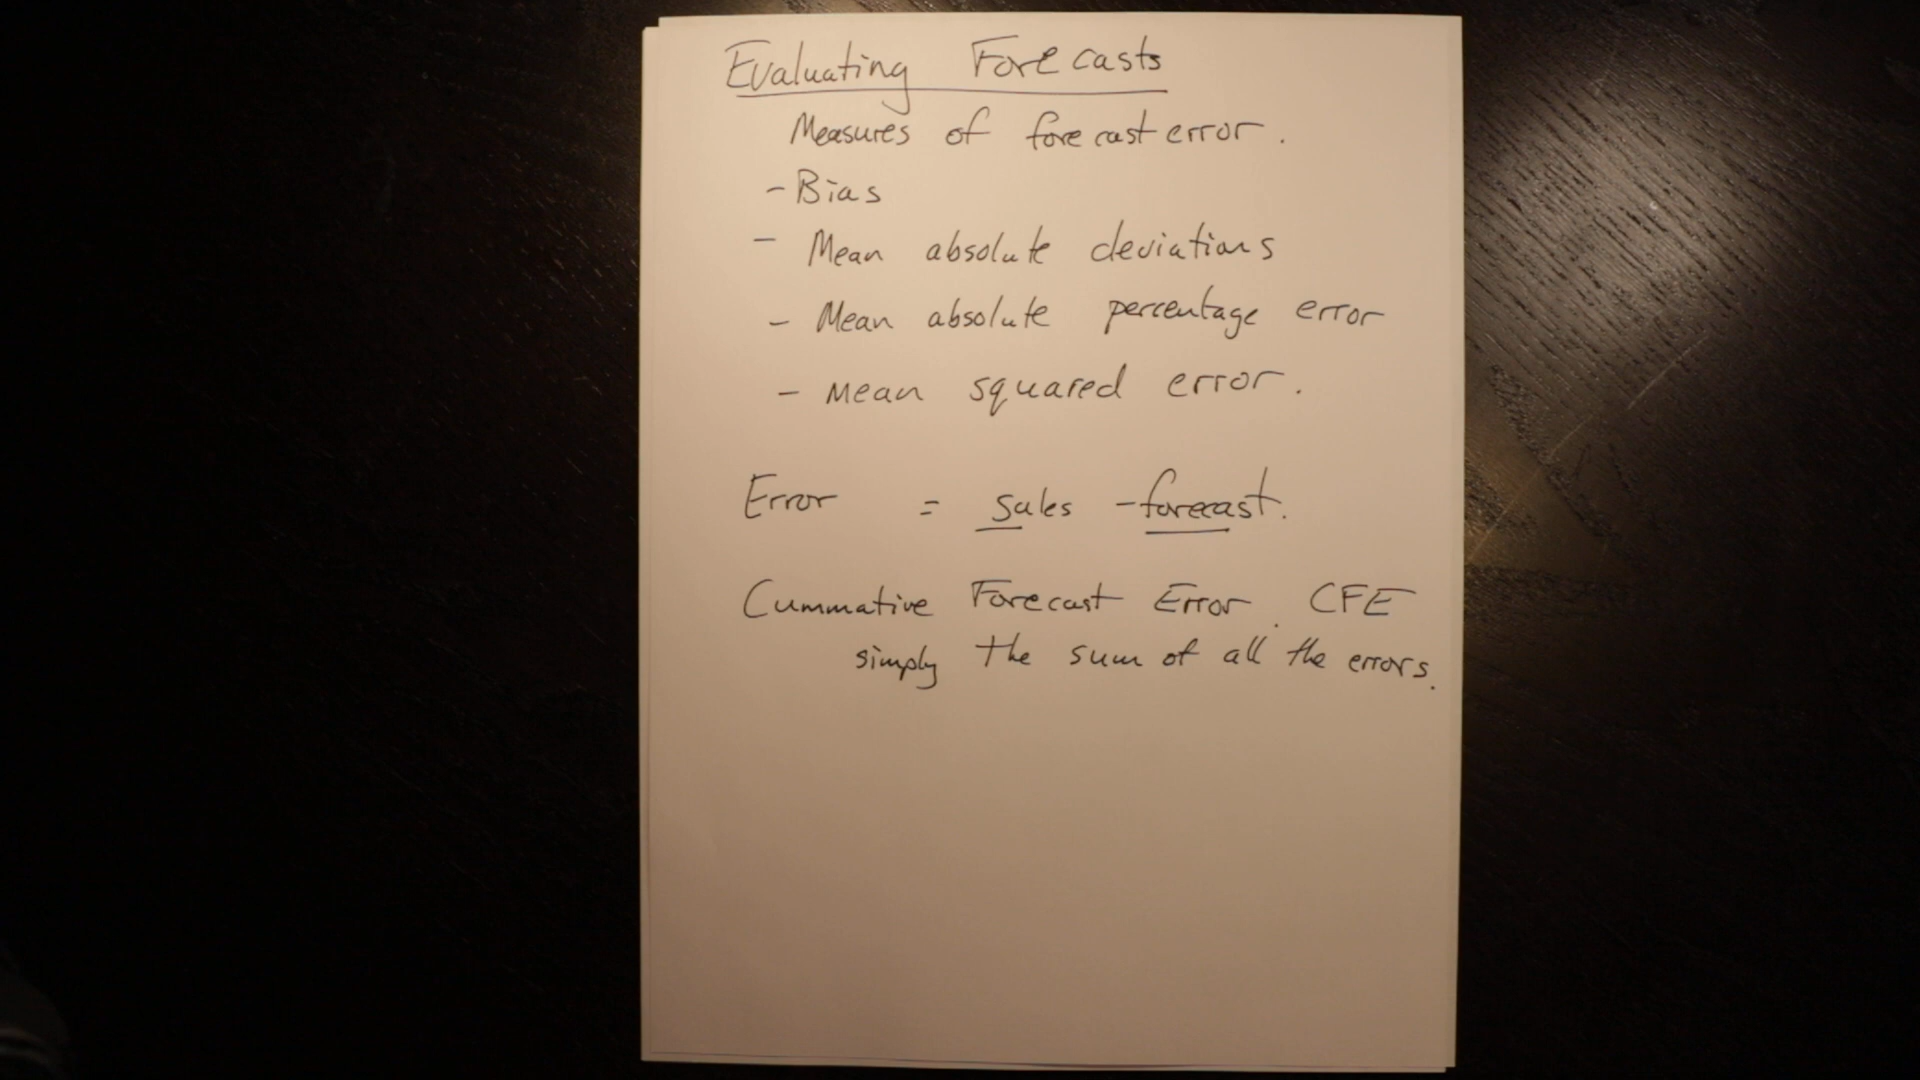 Evaluating Forecasts
Measures of forecast error.
- Bias
- Mean absolute deviations
- Mean absolute percentage error
- Mean squared error.
Error = sales - forecast.
Cummative Forecast Error. CFE
simply the sum of all the errors.